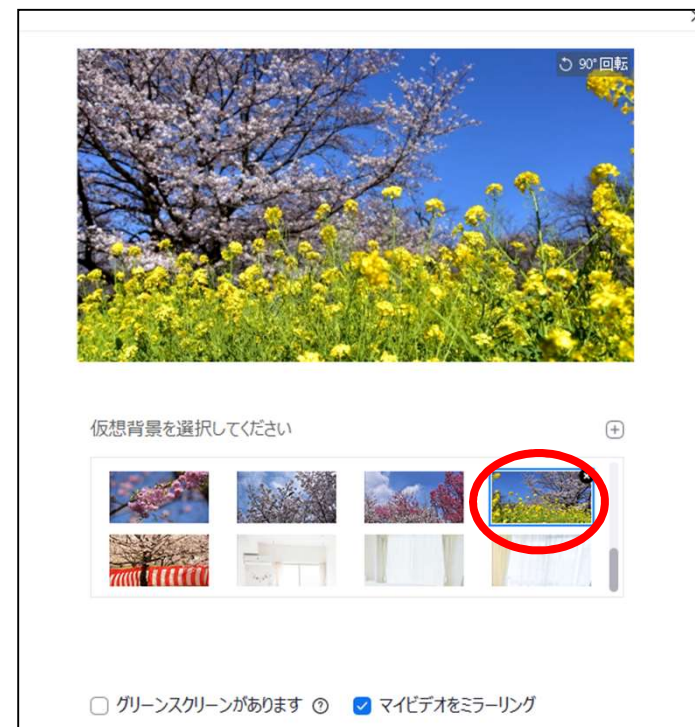 90°回転
仮想背景を選択してください
グリーンスクリーンがあります
マイビデオをミラーリング